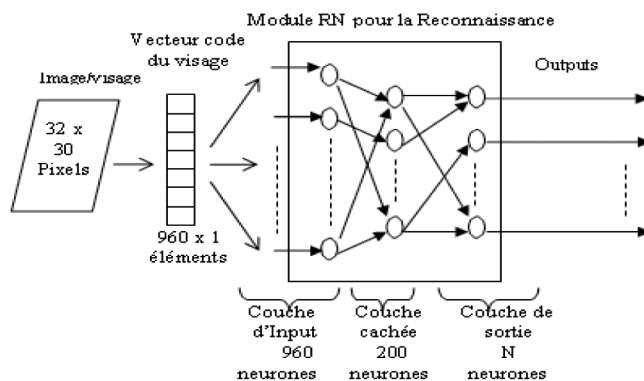 Module RN pour la Reconnaissance
Vecteur code
du visage
Image/visage
Outputs
32 x
30
Pixels
960 x 1
éléments
Couche
d'Input
960
neurones
Couche
cachée
200
neurones
Couche de
sortie
N
neurones